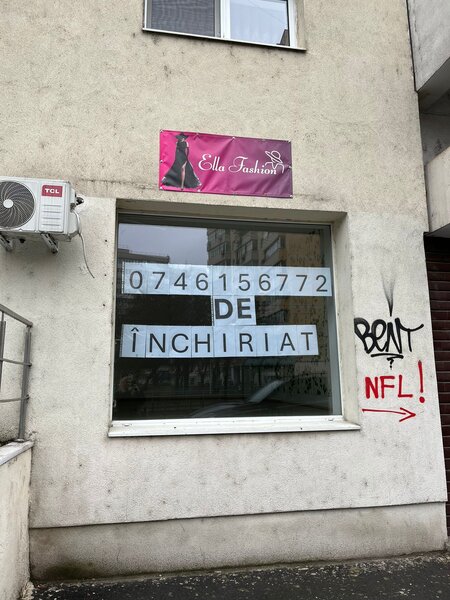 Ella Fashion
TCL
0746156772
DE
ÎNCHIRIAT
BENT
NFL!